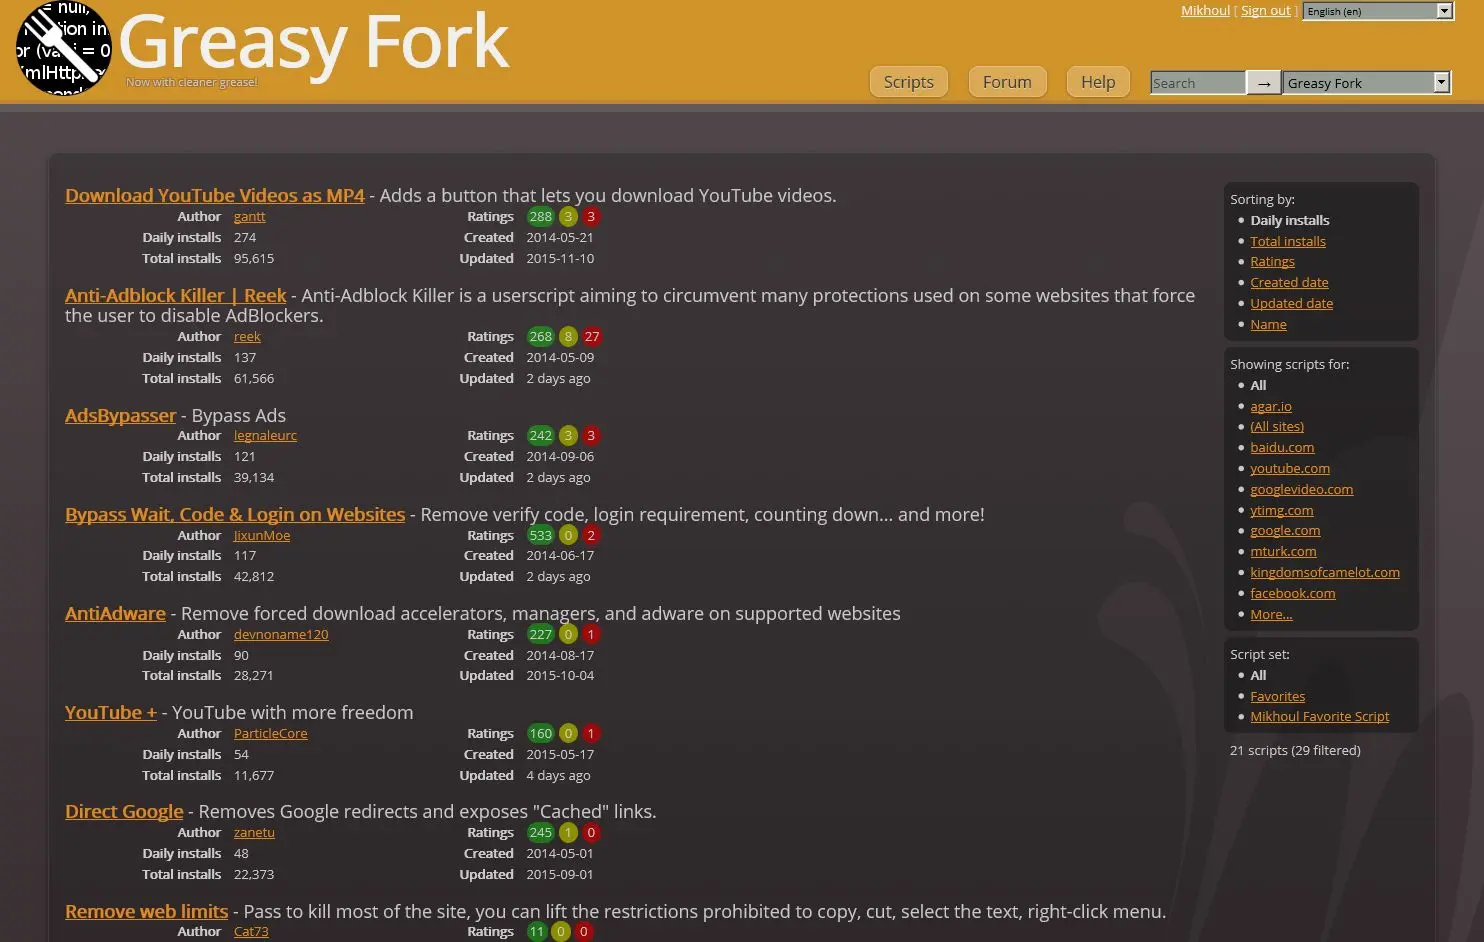 = null,
tion in
or (va i = 0
mlHttp
Greasy Fork
Now with cleaner grease!
Mikhoul [ Sign out ] English (en)
Scripts Forum Help Search → Greasy Fork
Download YouTube Videos as MP4 - Adds a button that lets you download YouTube videos.
Author gantt Ratings 288 3 3
Daily installs 274 Created 2014-05-21
Total installs 95,615 Updated 2015-11-10
Anti-Adblock Killer | Reek - Anti-Adblock Killer is a userscript aiming to circumvent many protections used on some websites that force
the user to disable AdBlockers.
Author reek Ratings 268 8 27
Daily installs 137 Created 2014-05-09
Total installs 61,566 Updated 2 days ago
AdsBypasser - Bypass Ads
Author legnaleurc Ratings 242 3 3
Daily installs 121 Created 2014-09-06
Total installs 39,134 Updated 2 days ago
Bypass Wait, Code & Login on Websites - Remove verify code, login requirement, counting down... and more!
Author JixunMoe Ratings 533 0 2
Daily installs 117 Created 2014-06-17
Total installs 42,812 Updated 2 days ago
AntiAdware - Remove forced download accelerators, managers, and adware on supported websites
Author devnoname120 Ratings 227 0 1
Daily installs 90 Created 2014-08-17
Total installs 28,271 Updated 2015-10-04
YouTube + - YouTube with more freedom
Author ParticleCore Ratings 160 0 1
Daily installs 54 Created 2015-05-17
Total installs 11,677 Updated 4 days ago
Direct Google - Removes Google redirects and exposes "Cached" links.
Author zanetu Ratings 245 1 0
Daily installs 48 Created 2014-05-01
Total installs 22,373 Updated 2015-09-01
Remove web limits - Pass to kill most of the site, you can lift the restrictions prohibited to copy, cut, select the text, right-click menu.
Author Cat73 Ratings 11 0 0
Sorting by:
Daily installs
Total installs
Ratings
Created date
Updated date
Name
Showing scripts for:
All
agar.io
(All sites)
baidu.com
youtube.com
googlevideo.com
ytimg.com
google.com
mturk.com
kingdomsofcamelot.com
facebook.com
More...
Script set:
All
Favorites
Mikhoul Favorite Script
21 scripts (29 filtered)